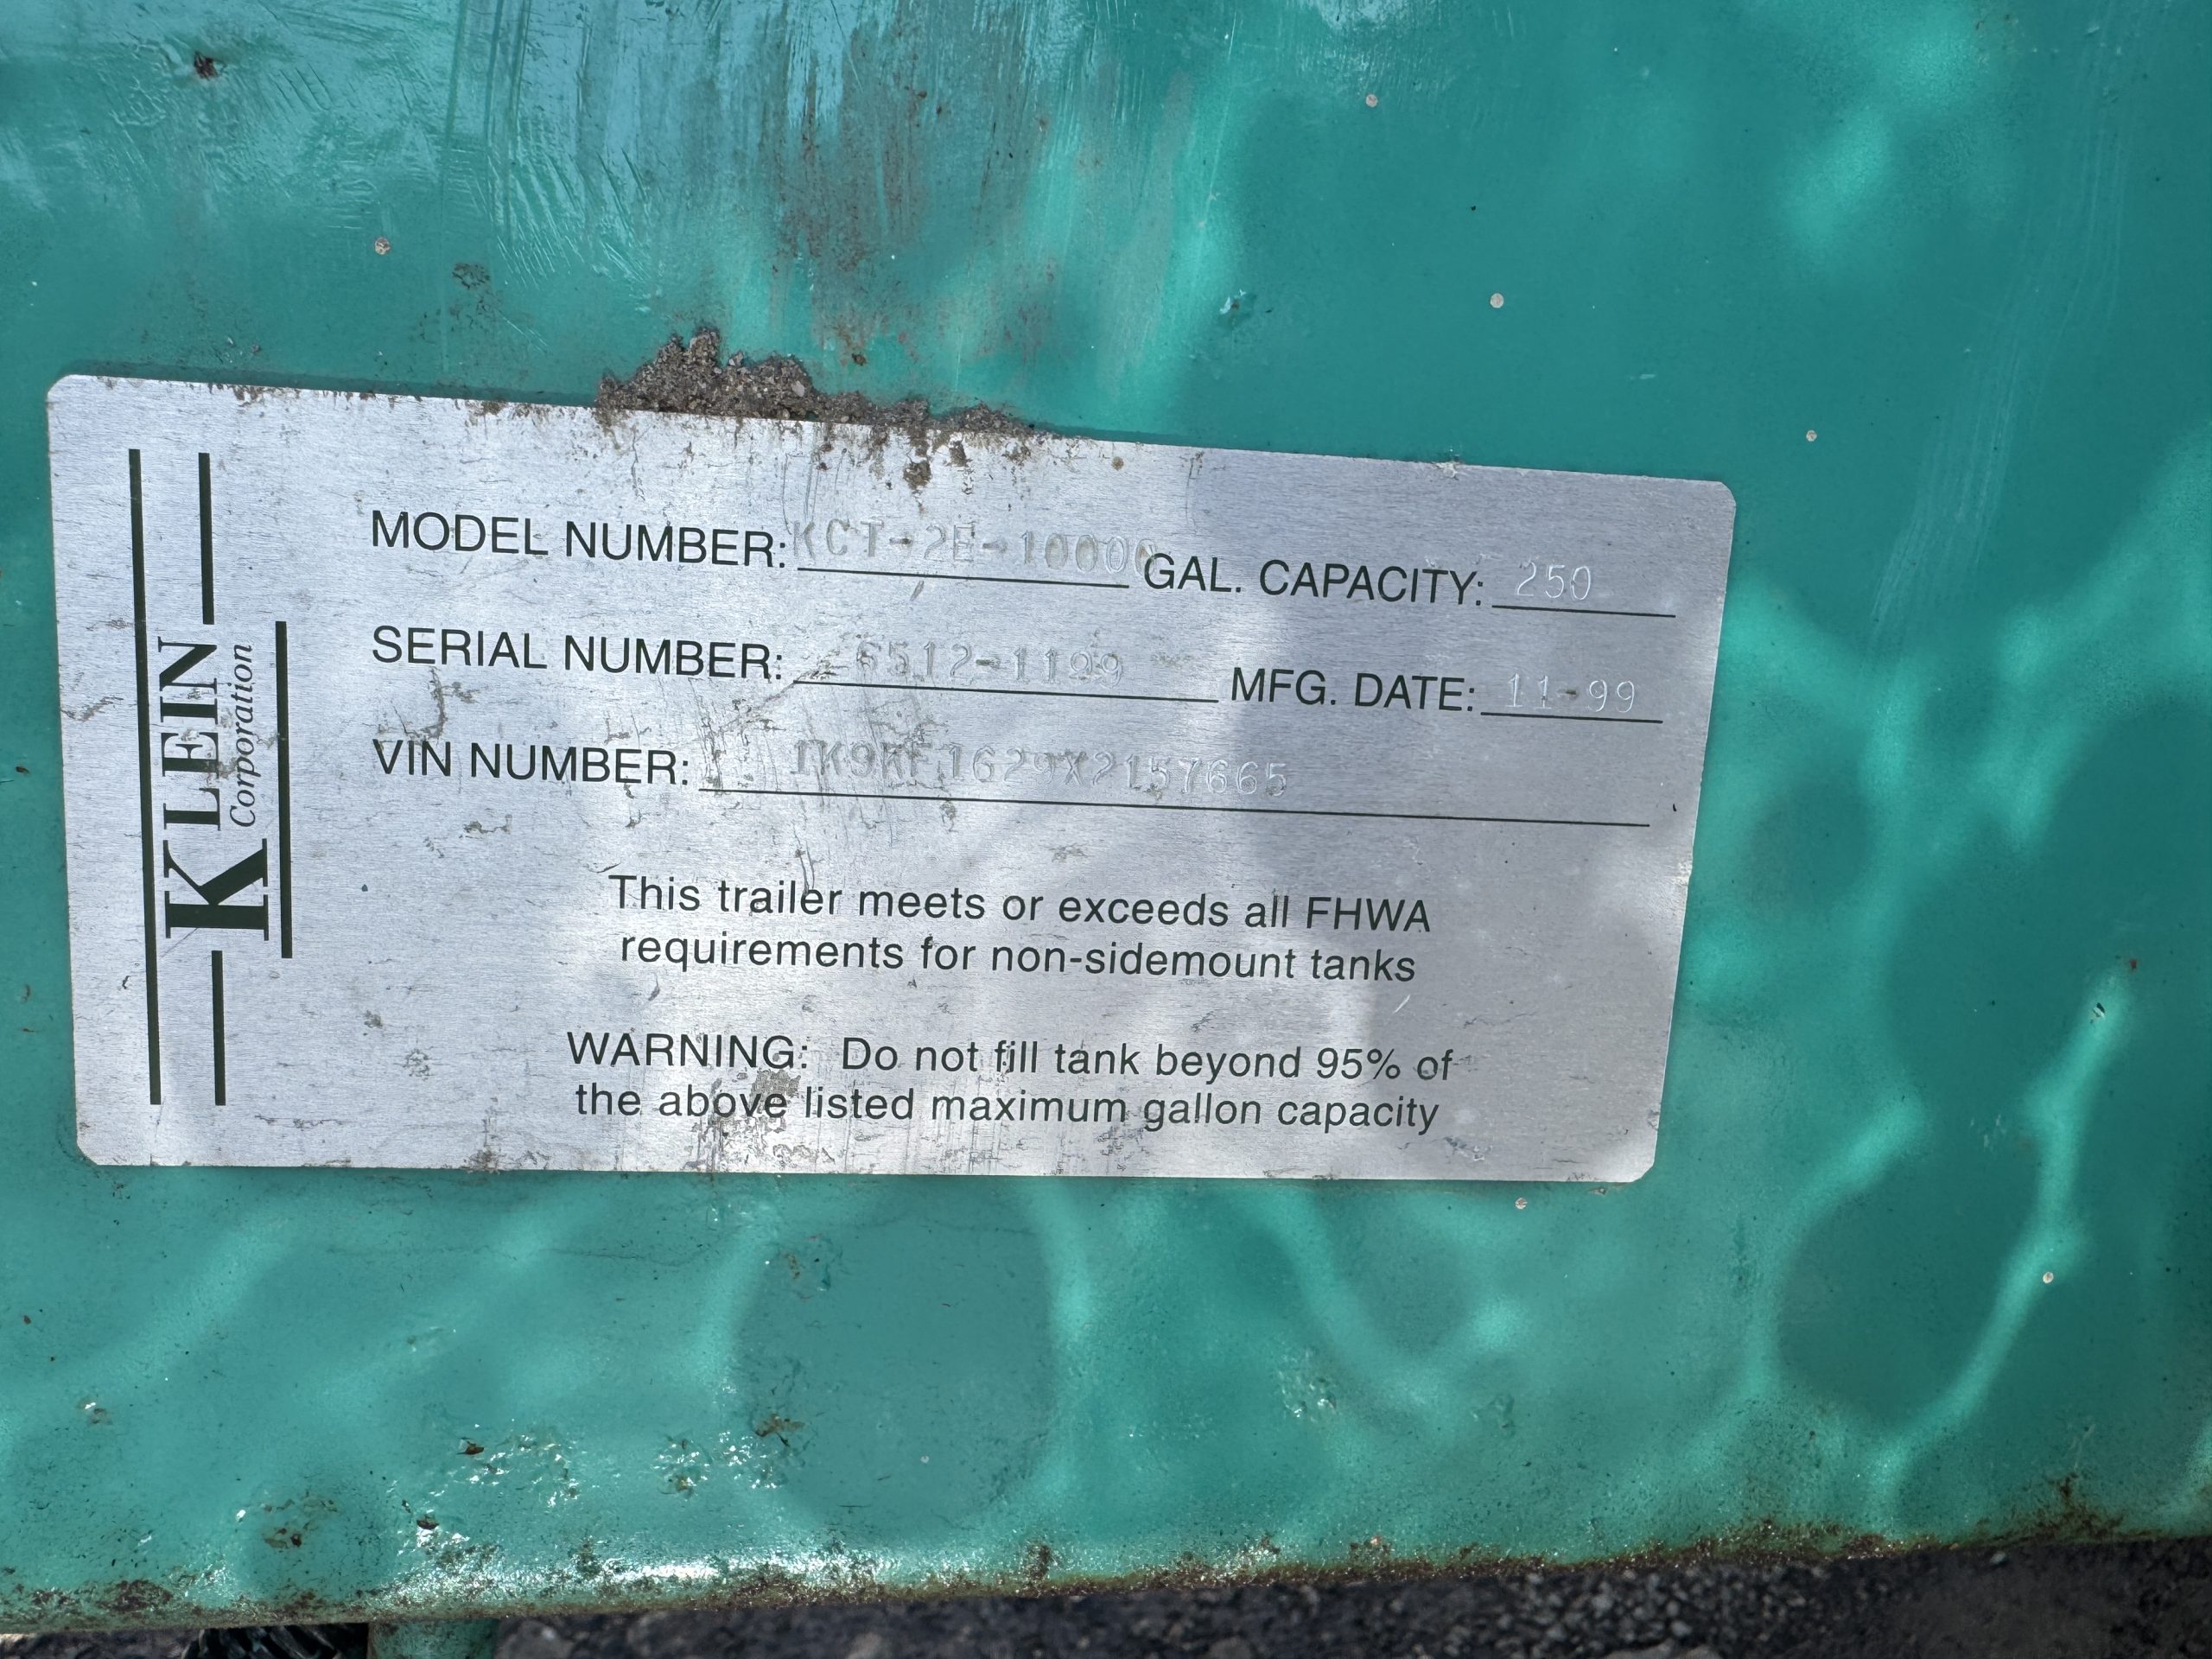 KLEIN
Corporation
MODEL NUMBER: KCT-2E-10000 GAL. CAPACITY: 250
SERIAL NUMBER: 6512-1199 MFG. DATE: 11-99
VIN NUMBER:
This trailer meets or exceeds all FHWA
requirements for non-sidemount tanks
WARNING: Do not fill tank beyond 95% of
the above listed maximum gallon capacity